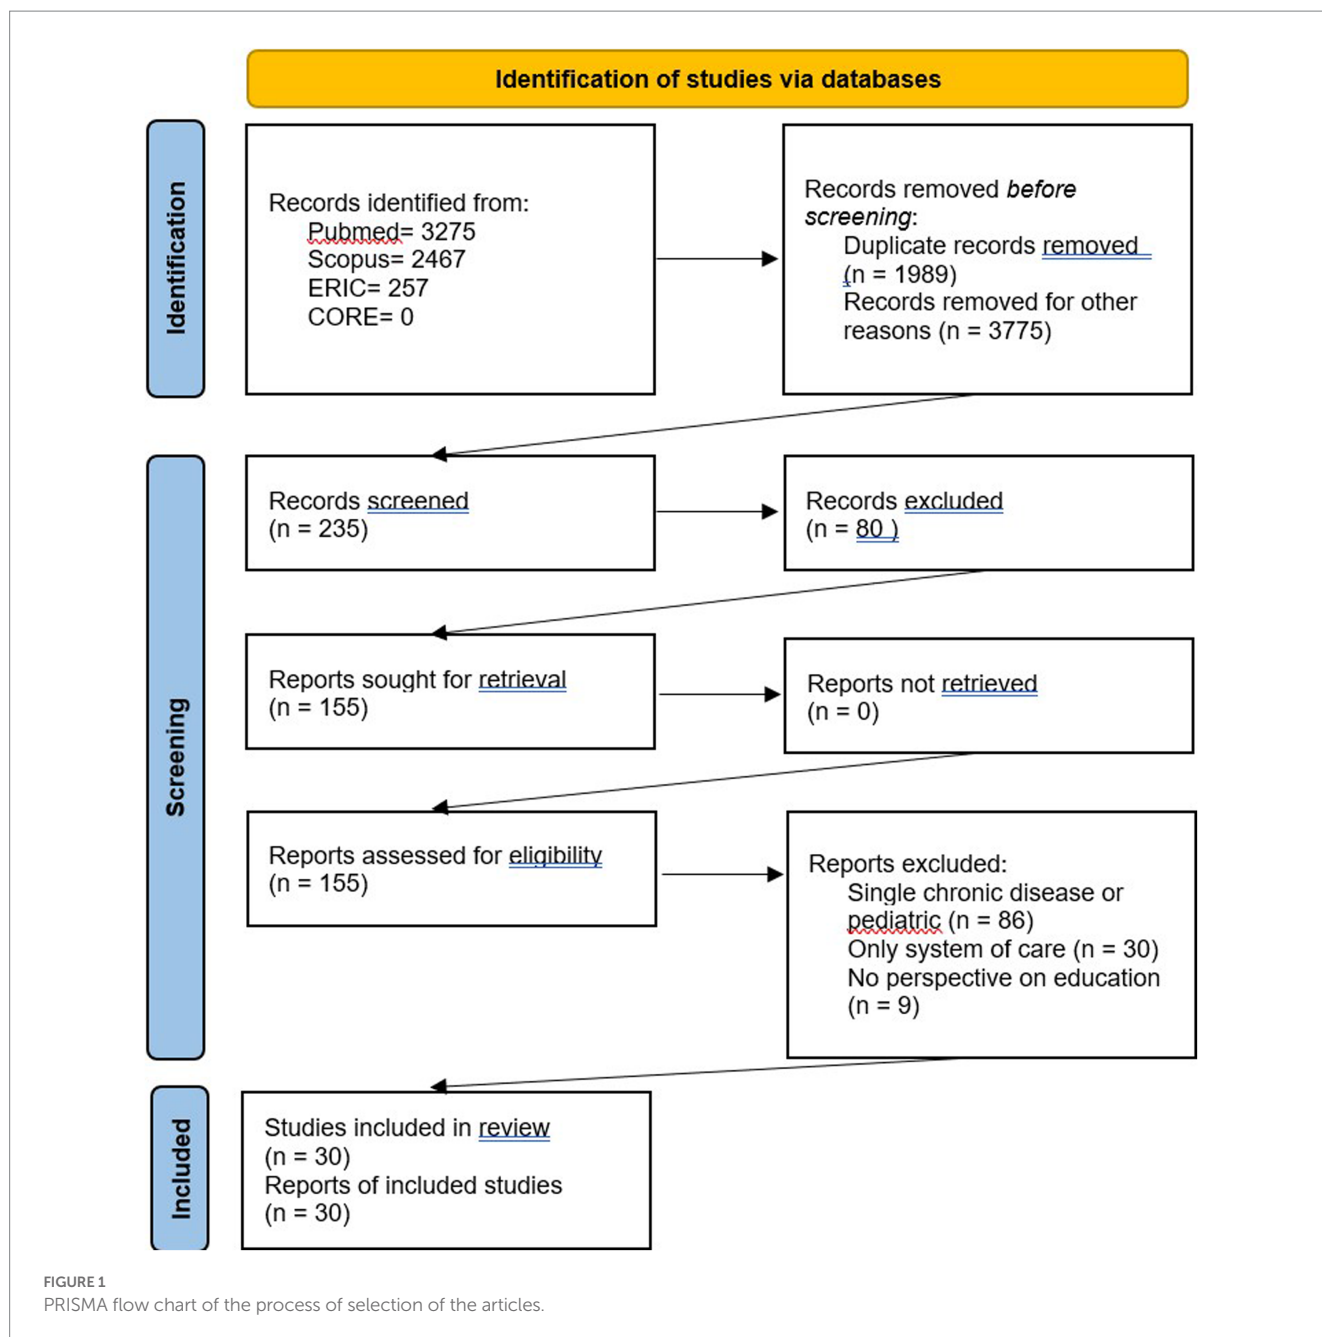 Identification of studies via databases
Identification
Records identified from:
Pubmed= 3275
Scopus= 2467
ERIC= 257
CORE= 0
Records removed before
screening:
Duplicate records removed
(n = 1989)
Records removed for other
reasons (n = 3775)
Screening
Records screened
(n = 235)
Records excluded
(n = 80 )
Reports sought for retrieval
(n = 155)
Reports not retrieved
(n = 0)
Reports assessed for eligibility
(n = 155)
Reports excluded:
Single chronic disease or
pediatric (n = 86)
Only system of care (n = 30)
No perspective on education
(n = 9)
Included
Studies included in review
(n = 30)
Reports of included studies
(n = 30)
FIGURE 1
PRISMA flow chart of the process of selection of the articles.